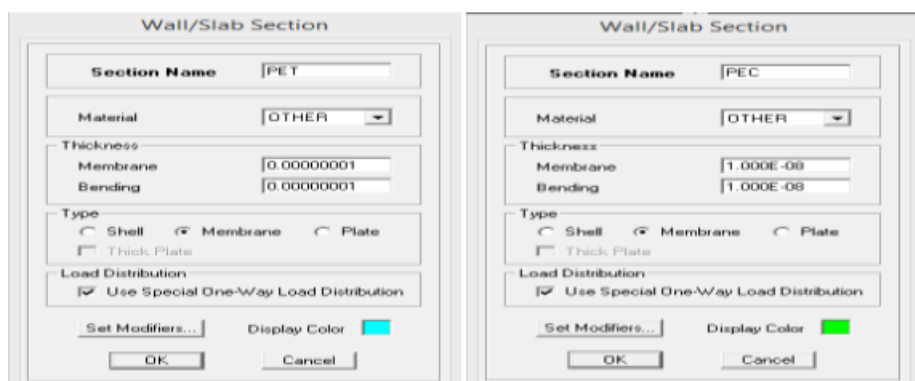 Wall/Slab Section
Section Name PET
Material OTHER
Thickness
Membrane 0.00000001
Bending 0.00000001
Type
Shell Membrane Plate
Thick Plate
Load Distribution
Use Special One-Way Load Distribution
Set Modifiers... Display Color
OK Cancel
Wall/Slab Section
Section Name PEC
Material OTHER
Thickness
Membrane 1.000E-08
Bending 1.000E-08
Type
Shell Membrane Plate
Thick Plate
Load Distribution
Use Special One-Way Load Distribution
Set Modifiers... Display Color
OK Cancel